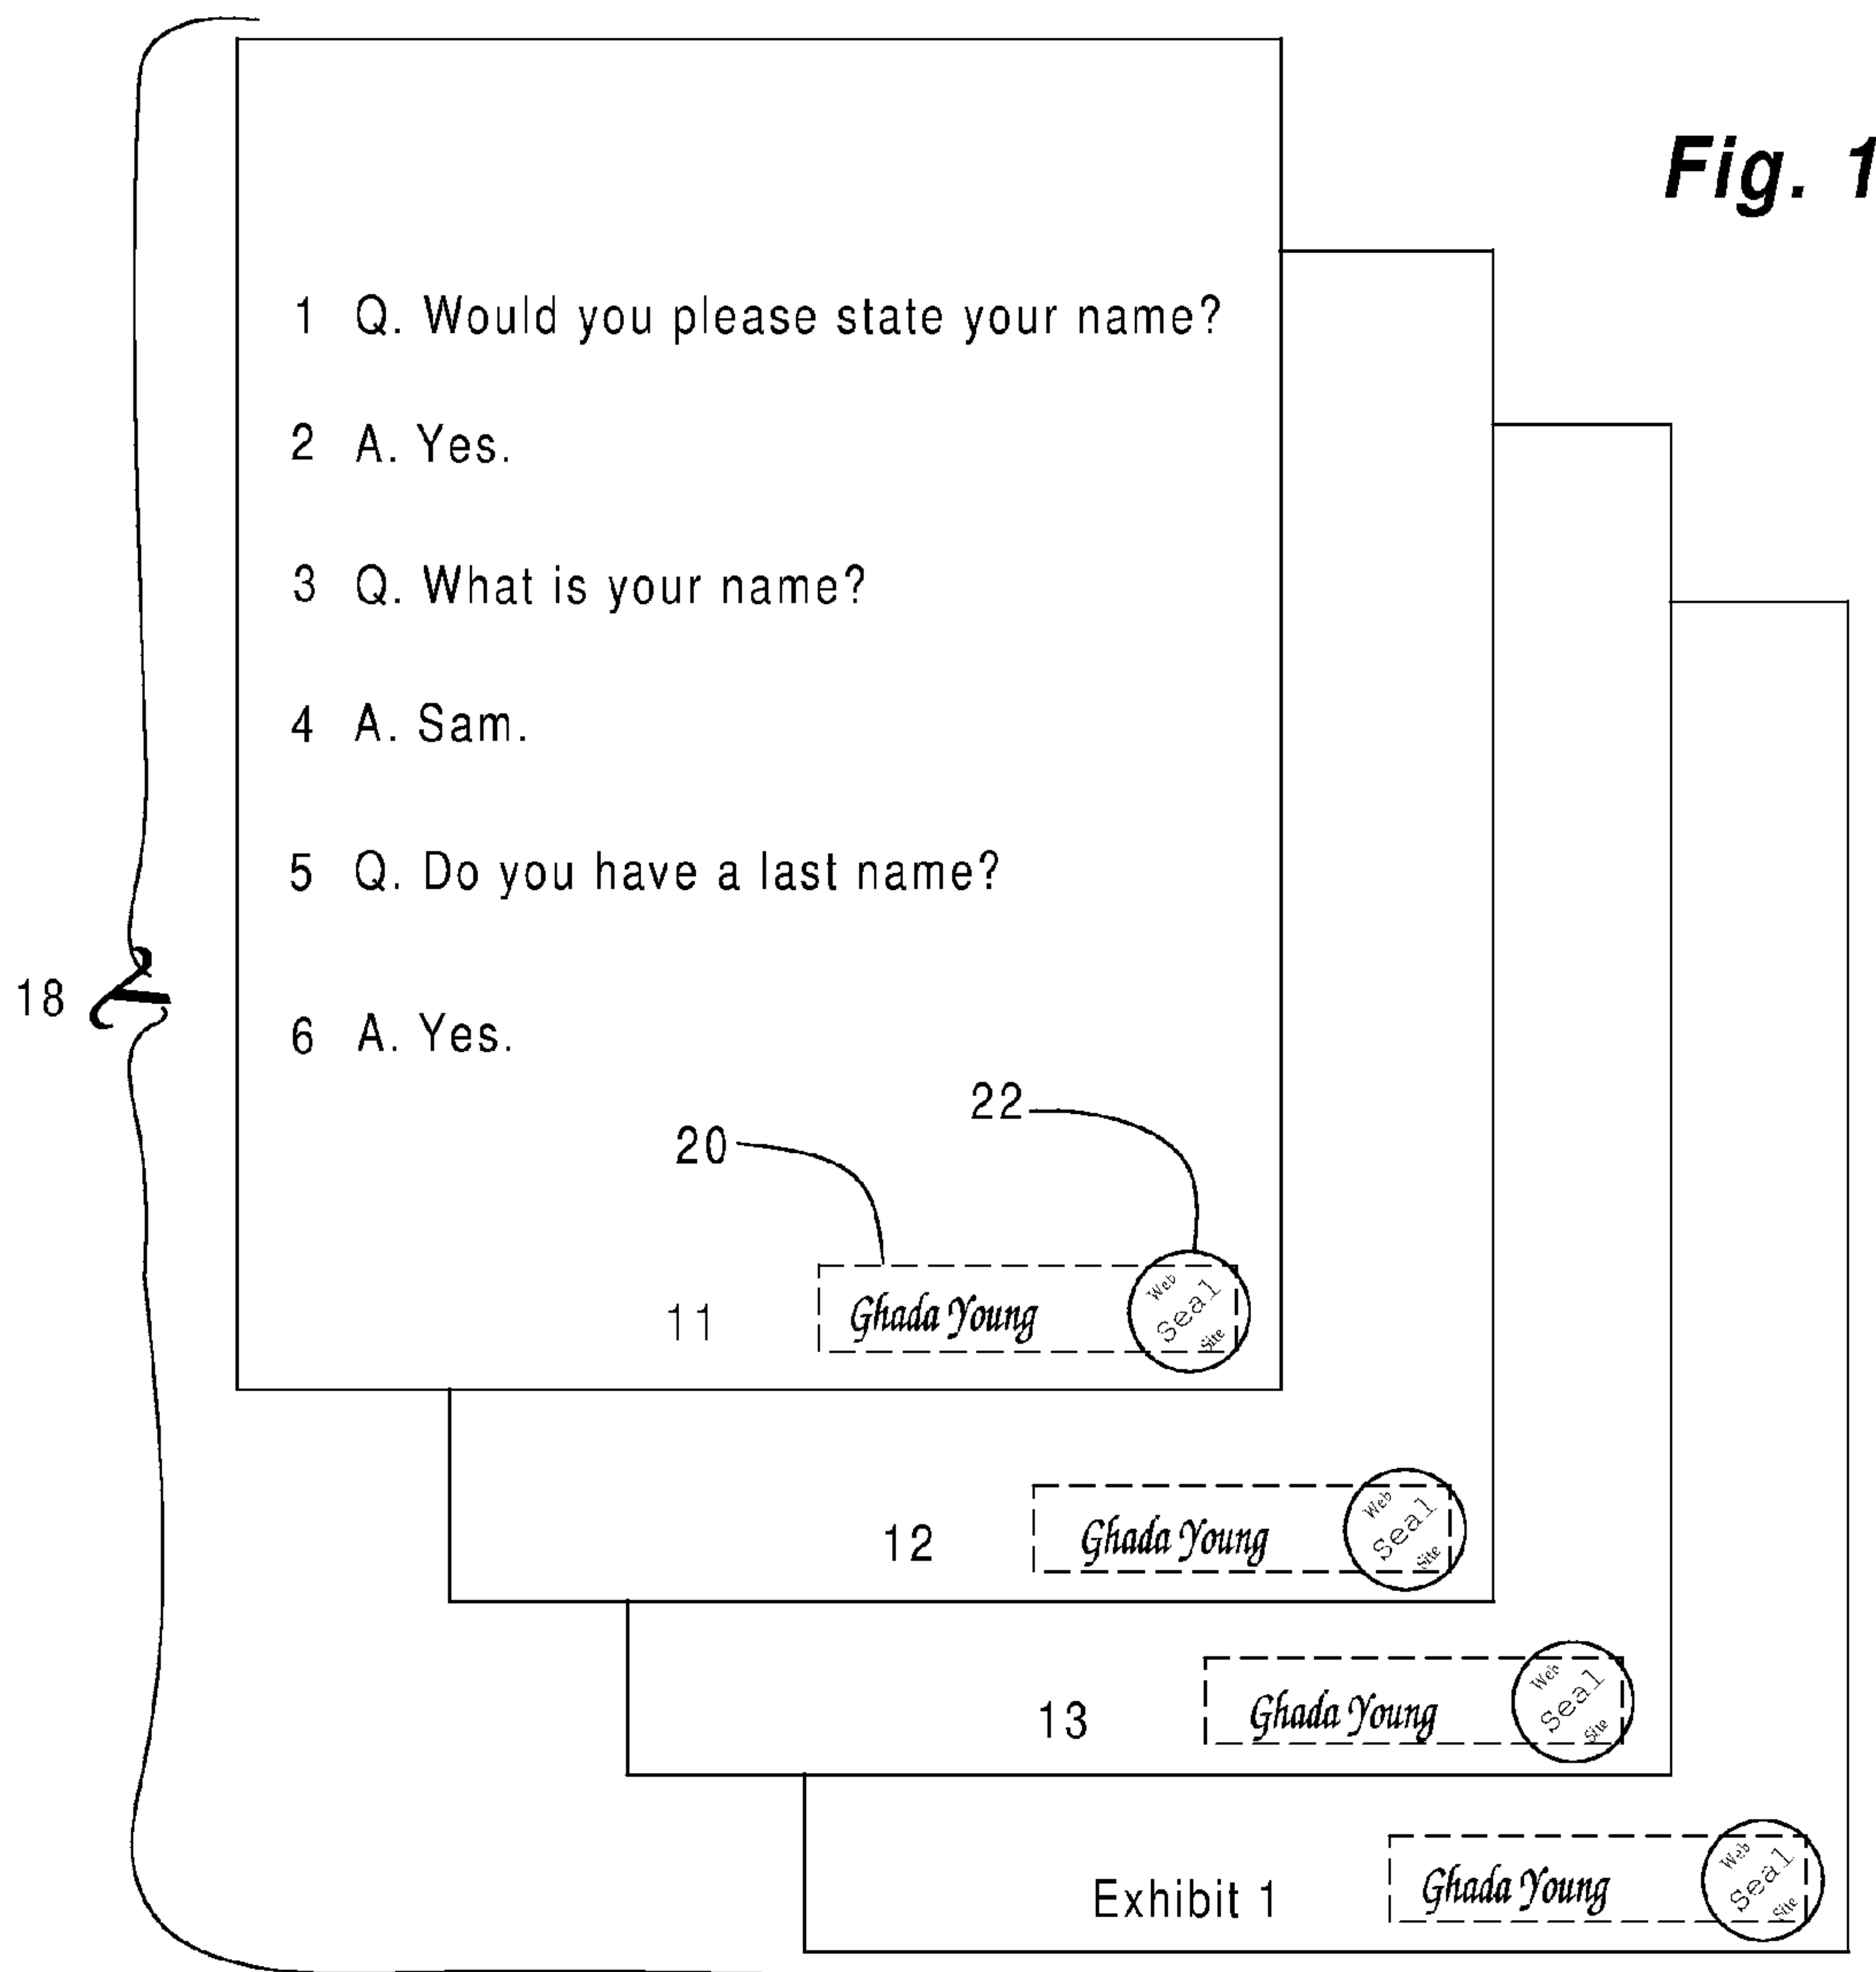 Fig. 1
1 Q. Would you please state your name?
2 A. Yes.
3 Q. What is your name?
4 A. Sam.
5 Q. Do you have a last name?
18
6 A. Yes.
22
20
11 Ghada Young Web Seal Site
12 Ghada Young Web Seal Site
13 Ghada Young Web Seal Site
Exhibit 1 Ghada Young Web Seal Site